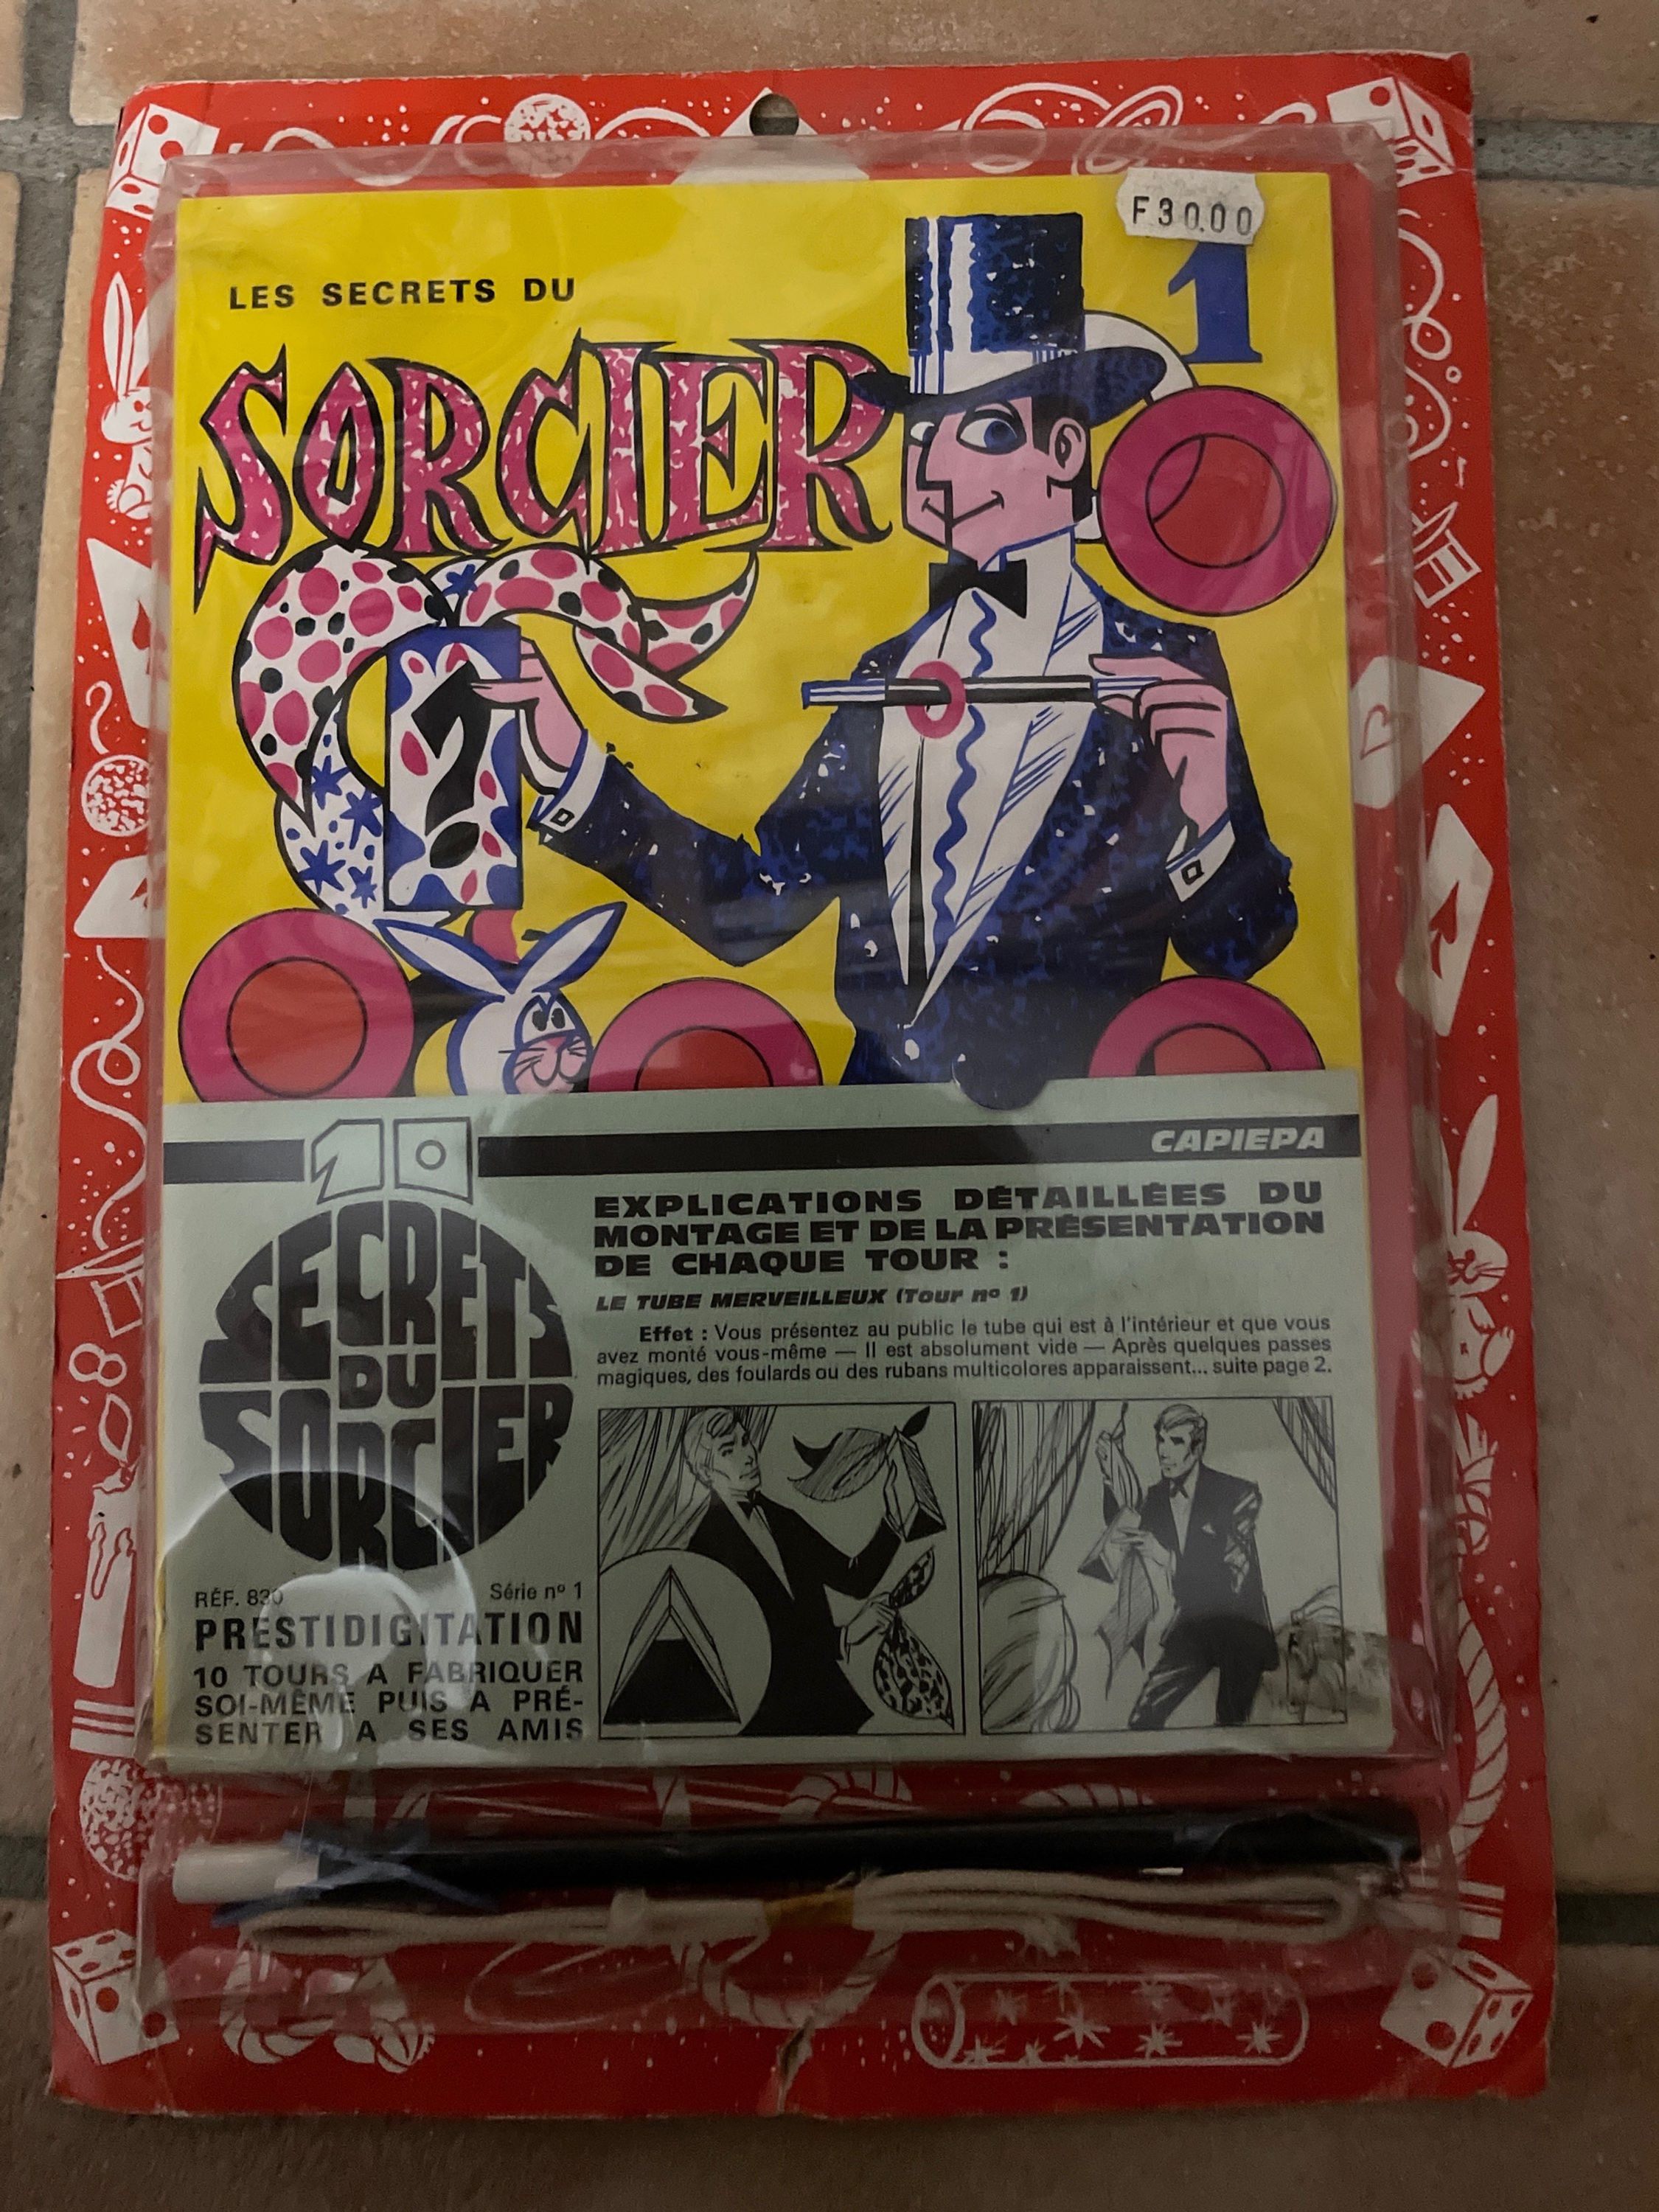 F30.00
1
LES SECRETS DU
SORCIER
?
10
CAPIEPA
SECRETS
DU
SORCIER
RÉF. 830
Série nº 1
PRESTIDIGITATION
10 TOURS A FABRIQUER
SOI-MÊME PUIS A PRÉ-
SENTER A SES AMIS
EXPLICATIONS DÉTAILLÉES DU
MONTAGE ET DE LA PRÉSENTATION
DE CHAQUE TOUR :
LE TUBE MERVEILLEUX (Tour nº 1)
Effet : Vous présentez au public le tube qui est à l'intérieur et que vous
avez monté vous-même — Il est absolument vide — Après quelques passes
magiques, des foulards ou des rubans multicolores apparaissent... suite page 2.